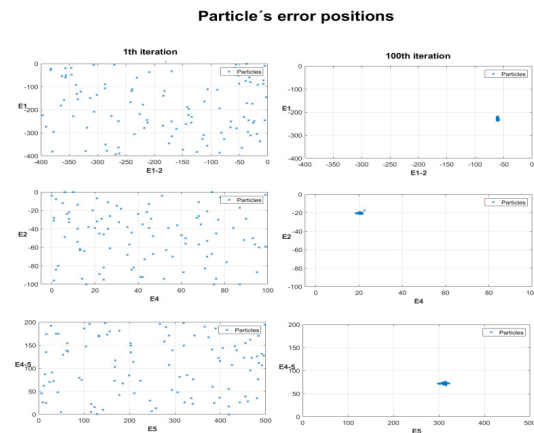 Particle´s error positions
1th iteration
100th iteration
Particles
E1
0
-100
-200
-300
-400
-400 -350 -300 -250 -200 -150 -100 -50 0
E1-2
Particles
E1
0
-100
-200
-300
-400
-400 -350 -300 -250 -200 -150 -100 -50 0
E1-2
Particles
E2
0
-20
-40
-60
-80
-100
0 20 40 60 80 100
E4
Particles
E2
0
-20
-40
-60
-80
-100
0 20 40 60 80 100
E4
Particles
E4-5
200
150
100
50
0
0 100 200 300 400 500
E5
Particles
E4-5
200
150
100
50
0
0 100 200 300 400 500
E5